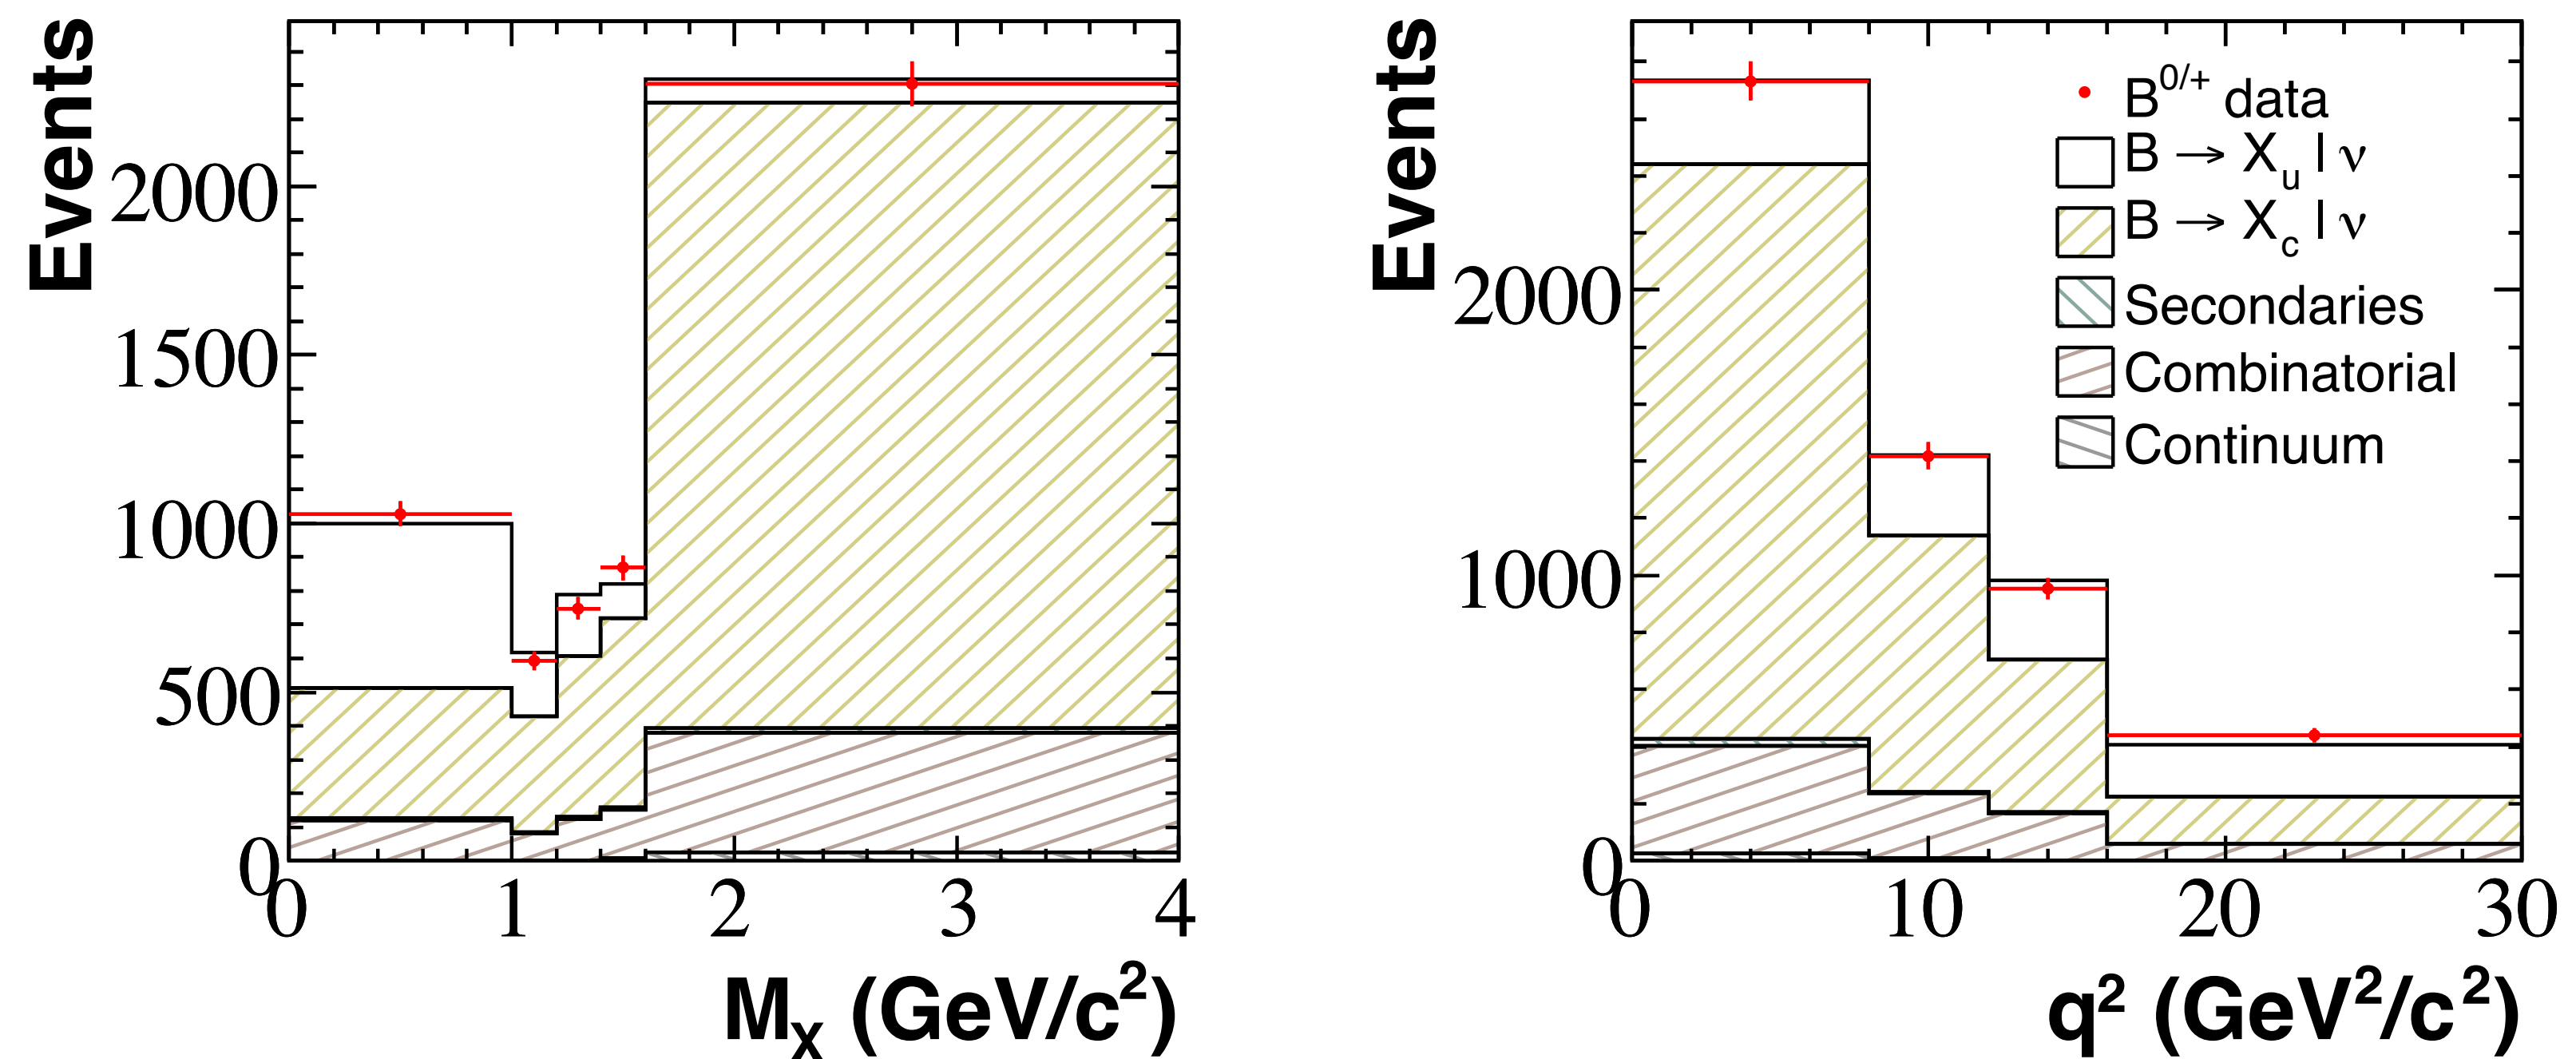 Events
2000
1500
1000
500
0
0 1 2 3 4
M_X (GeV/c²)
Events
2000
1000
0
0 10 20 30
q² (GeV²/c²)
B⁰/⁺ data
B → X_u l ν
B → X_c l ν
Secondaries
Combinatorial
Continuum